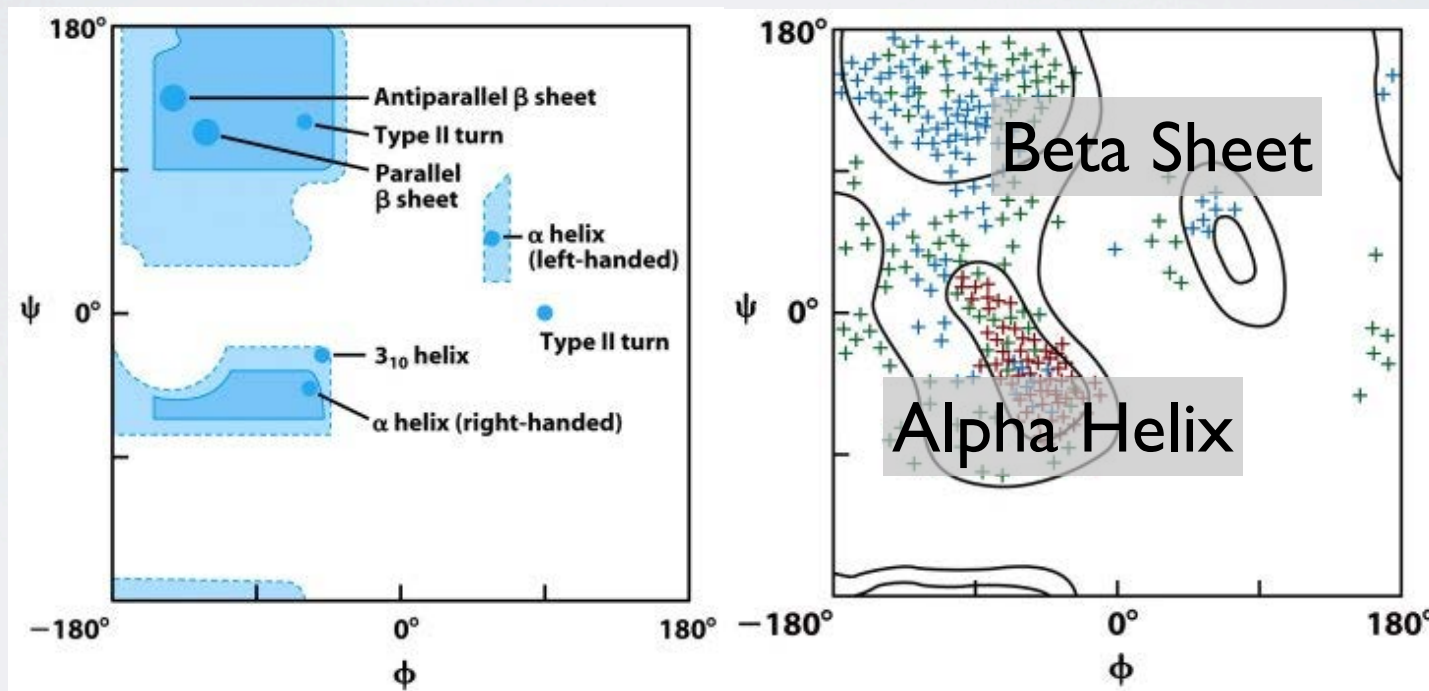 180°
Antiparallel β sheet
Type II turn
Parallel
β sheet
α helix
(left-handed)
ψ
0°
Type II turn
3₁₀ helix
α helix (right-handed)
−180°
0°
180°
ϕ
180°
Beta Sheet
ψ
0°
Alpha Helix
−180°
0°
180°
ϕ